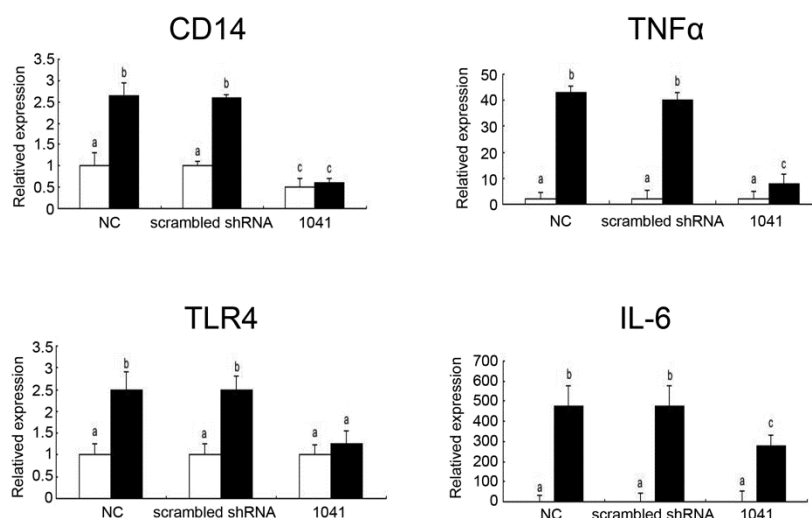 CD14
Relatived expression
3.5
3
2.5
2
1.5
1
0.5
0
a
b
a
b
c
c
NC
scrambled shRNA
1041
TNFα
Relatived expression
50
40
30
20
10
0
a
b
a
b
a
c
NC
scrambled shRNA
1041
TLR4
Relatived expression
3.5
3
2.5
2
1.5
1
0.5
0
a
b
a
b
a
a
NC
scrambled shRNA
1041
IL-6
Relatived expression
700
600
500
400
300
200
100
0
a
b
a
b
a
c
NC
scrambled shRNA
1041